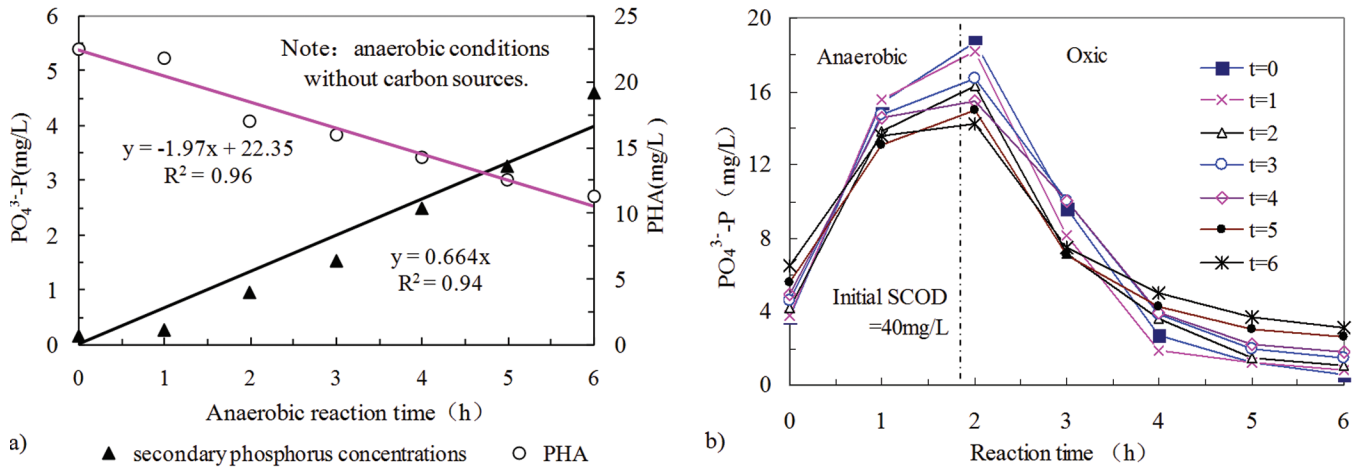 6
5
4
3
2
1
0
PO₄³⁻-P(mg/L)
25
20
15
10
5
0
PHA(mg/L)
Note: anaerobic conditions
without carbon sources.
y = -1.97x + 22.35
R² = 0.96
y = 0.664x
R² = 0.94
0 1 2 3 4 5 6
Anaerobic reaction time (h)
a)
▲ secondary phosphorus concentrations ○ PHA
20
16
12
8
4
0
PO₄³⁻-P (mg/L)
Anaerobic
Oxic
Initial SCOD
=40mg/L
t=0
t=1
t=2
t=3
t=4
t=5
t=6
0 1 2 3 4 5 6
Reaction time (h)
b)